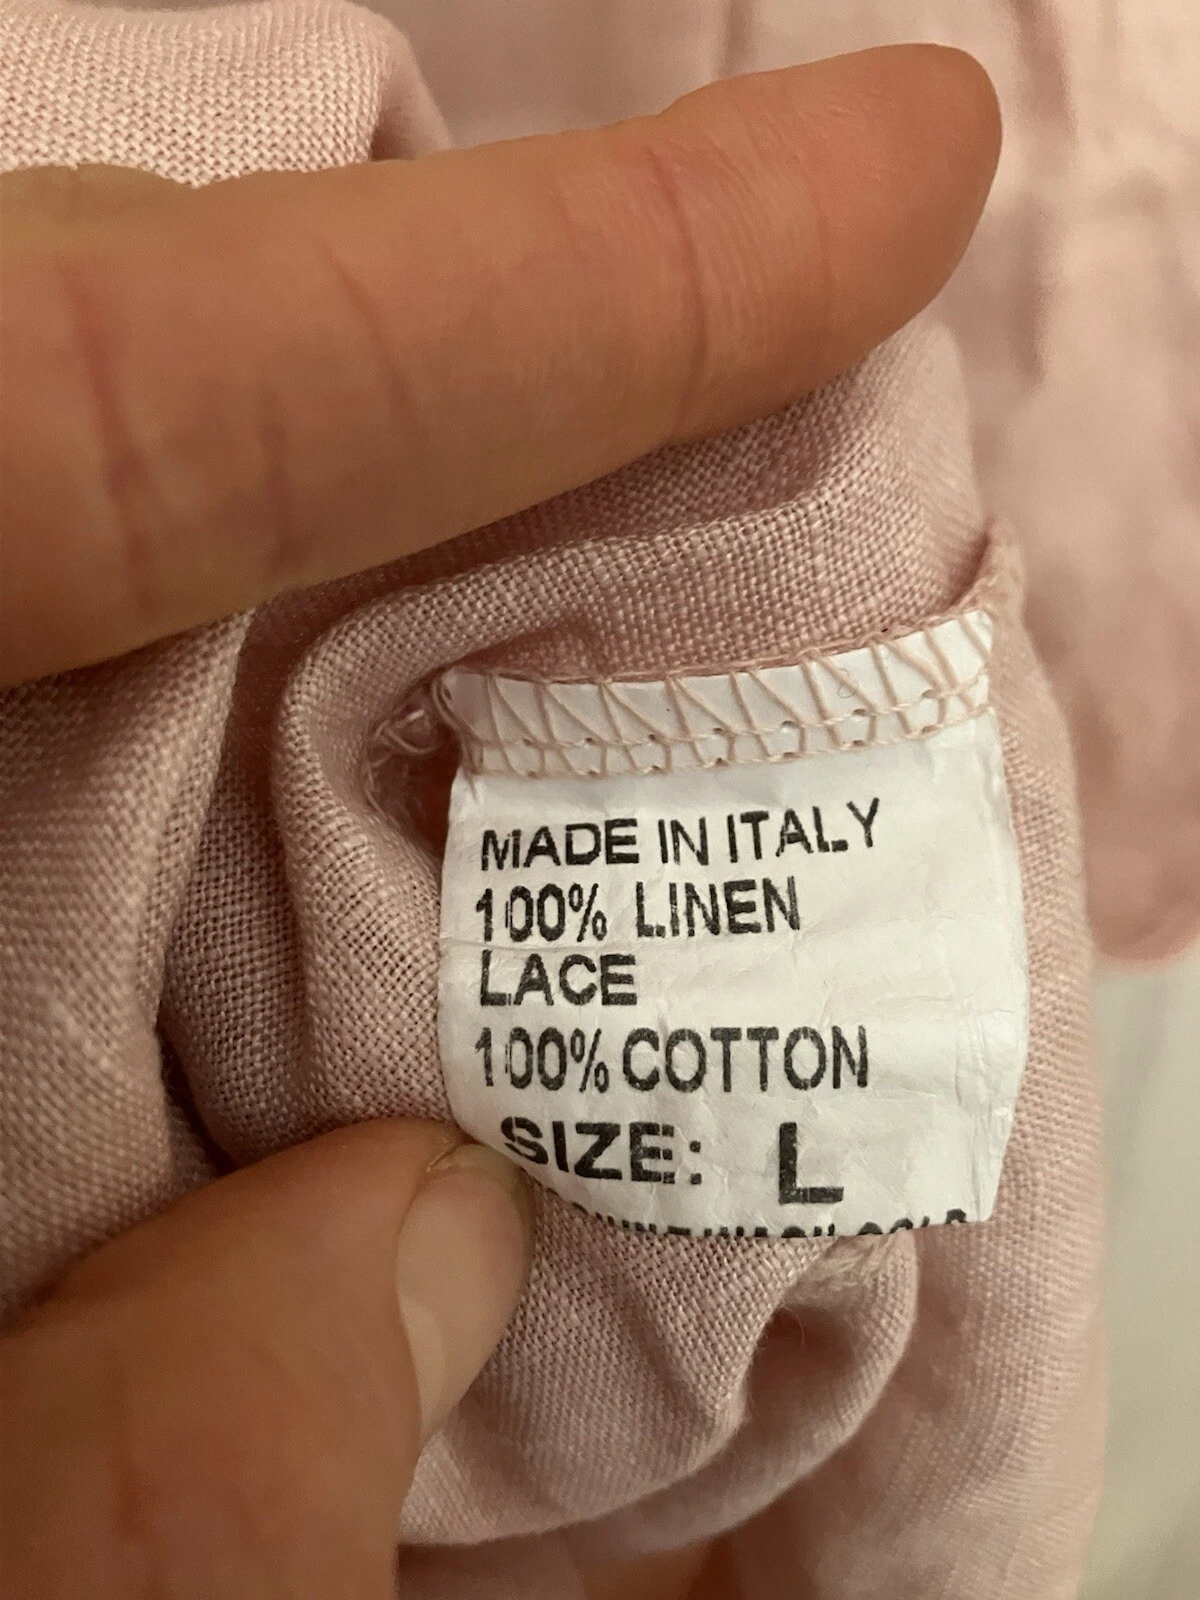 MADE IN ITALY
100% LINEN
LACE
100% COTTON
SIZE: L